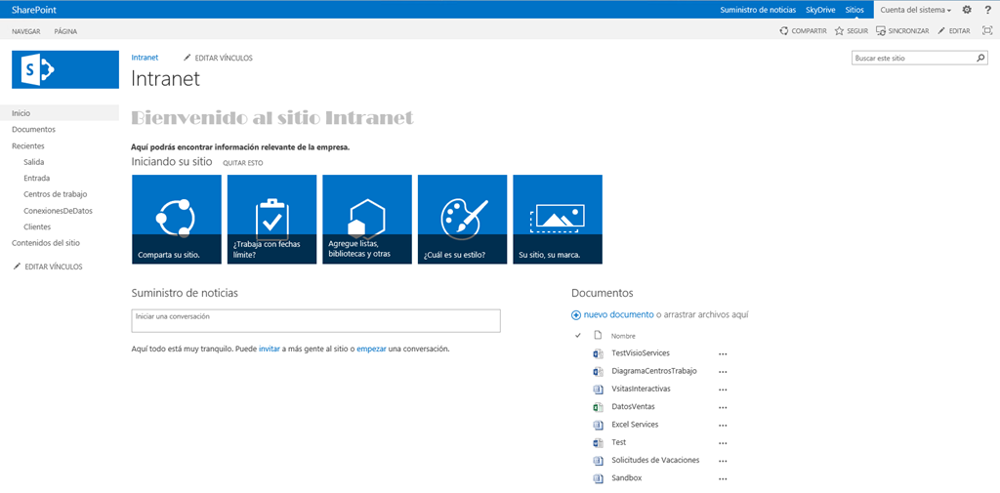 SharePoint
Suministro de noticias SkyDrive Sitios Cuenta del sistema ?
NAVEGAR PÁGINA
COMPARTIR SEGUIR SINCRONIZAR EDITAR
S
Intranet EDITAR VÍNCULOS
Buscar este sitio
Intranet
Inicio
Documentos
Recientes
Salida
Entrada
Centros de trabajo
ConexionesDeDatos
Clientes
Contenidos del sitio
EDITAR VÍNCULOS
Bienvenido al sitio Intranet
Aquí podrás encontrar información relevante de la empresa.
Iniciando su sitio QUITAR ESTO
Comparta su sitio.
¿Trabaja con fechas
límite?
Agregue listas,
bibliotecas y otras
¿Cuál es su estilo?
Su sitio, su marca.
Suministro de noticias
Iniciar una conversación
Aquí todo está muy tranquilo. Puede invitar a más gente al sitio o empezar una conversación.
Documentos
nuevo documento o arrastrar archivos aquí
Nombre
TestVisioServices ...
DiagramaCentrosTrabajo ...
VsitasInteractivas ...
DatosVentas ...
Excel Services ...
Test ...
Solicitudes de Vacaciones ...
Sandbox ...